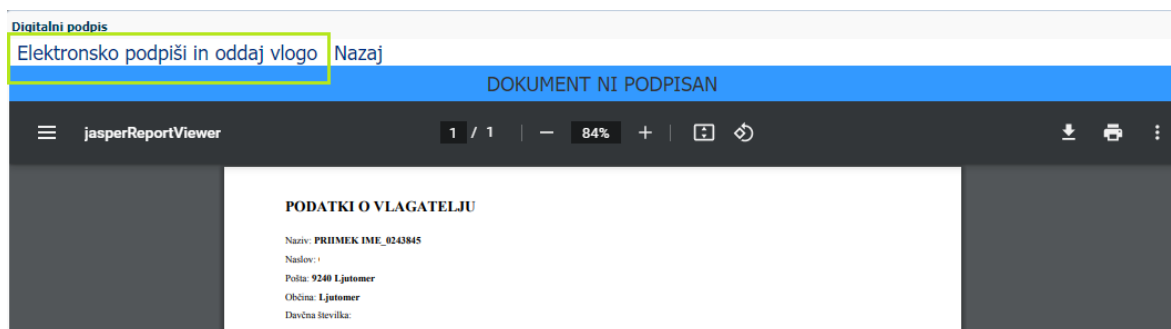 Digitalni podpis
Elektronsko podpiši in oddaj vlogo Nazaj
DOKUMENT NI PODPISAN
jasperReportViewer 1 / 1 84%
PODATKI O VLAGATELJU
Naziv: PRIIMEK IME_0243845
Naslov:
Pošta: 9240 Ljutomer
Občina: Ljutomer
Davčna številka: